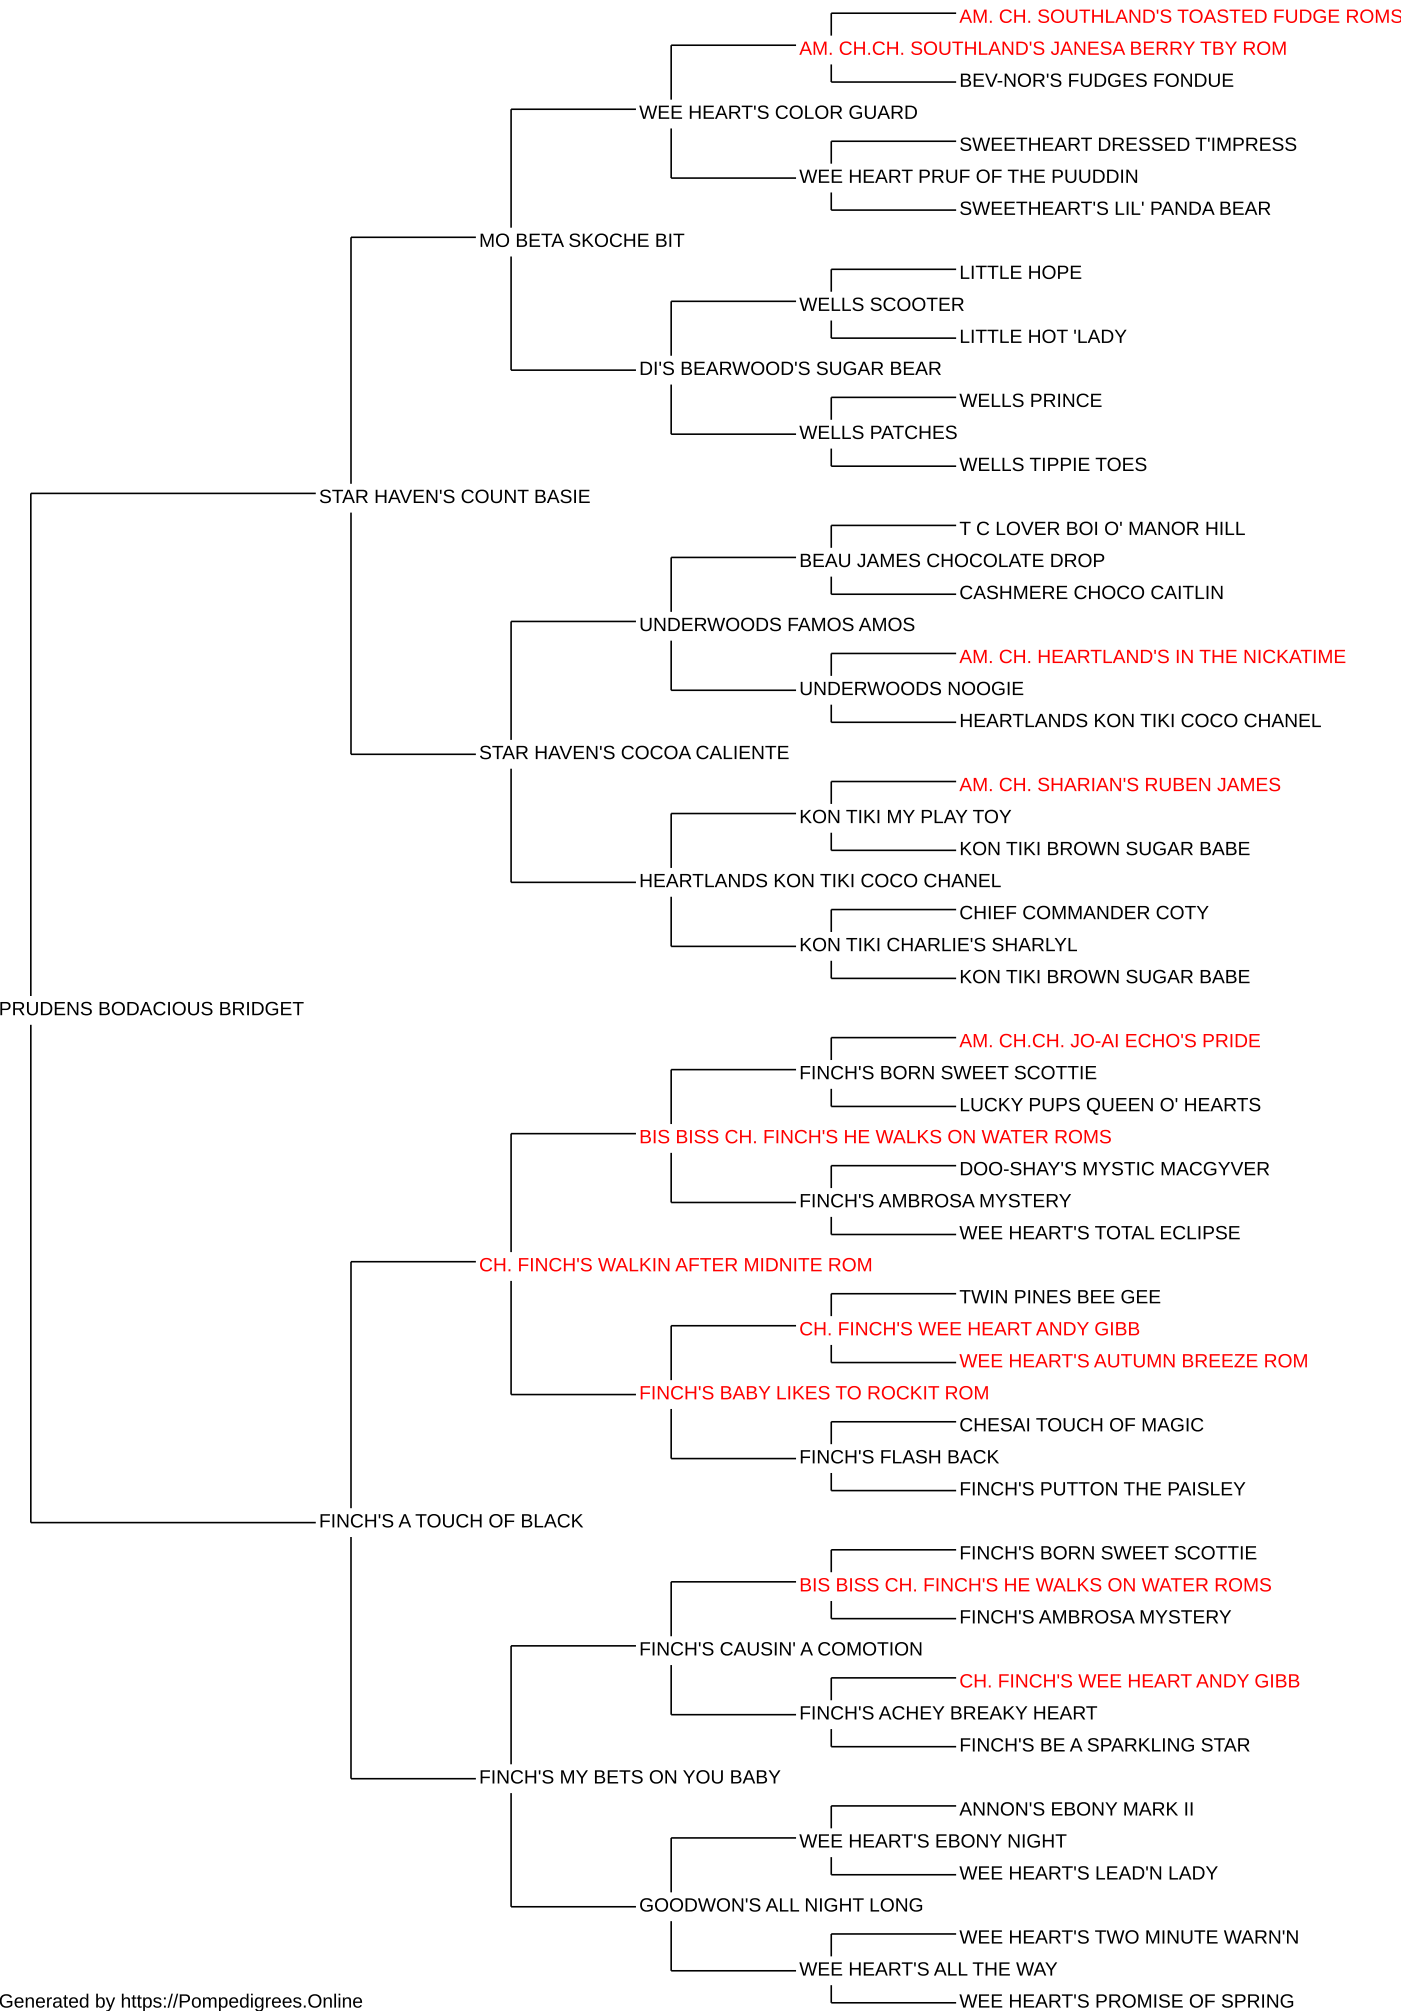 AM. CH. SOUTHLAND'S TOASTED FUDGE ROMS
AM. CH.CH. SOUTHLAND'S JANESA BERRY TBY ROM
BEV-NOR'S FUDGES FONDUE
WEE HEART'S COLOR GUARD
SWEETHEART DRESSED T'IMPRESS
WEE HEART PRUF OF THE PUUDDIN
SWEETHEART'S LIL' PANDA BEAR
MO BETA SKOCHE BIT
LITTLE HOPE
WELLS SCOOTER
LITTLE HOT 'LADY
DI'S BEARWOOD'S SUGAR BEAR
WELLS PRINCE
WELLS PATCHES
WELLS TIPPIE TOES
STAR HAVEN'S COUNT BASIE
T C LOVER BOI O' MANOR HILL
BEAU JAMES CHOCOLATE DROP
CASHMERE CHOCO CAITLIN
UNDERWOODS FAMOS AMOS
AM. CH. HEARTLAND'S IN THE NICKATIME
UNDERWOODS NOOGIE
HEARTLANDS KON TIKI COCO CHANEL
STAR HAVEN'S COCOA CALIENTE
AM. CH. SHARIAN'S RUBEN JAMES
KON TIKI MY PLAY TOY
KON TIKI BROWN SUGAR BABE
HEARTLANDS KON TIKI COCO CHANEL
CHIEF COMMANDER COTY
KON TIKI CHARLIE'S SHARLYL
KON TIKI BROWN SUGAR BABE
PRUDENS BODACIOUS BRIDGET
AM. CH.CH. JO-AI ECHO'S PRIDE
FINCH'S BORN SWEET SCOTTIE
LUCKY PUPS QUEEN O' HEARTS
BIS BISS CH. FINCH'S HE WALKS ON WATER ROMS
DOO-SHAY'S MYSTIC MACGYVER
FINCH'S AMBROSA MYSTERY
WEE HEART'S TOTAL ECLIPSE
CH. FINCH'S WALKIN AFTER MIDNITE ROM
TWIN PINES BEE GEE
CH. FINCH'S WEE HEART ANDY GIBB
WEE HEART'S AUTUMN BREEZE ROM
FINCH'S BABY LIKES TO ROCKIT ROM
CHESAI TOUCH OF MAGIC
FINCH'S FLASH BACK
FINCH'S PUTTON THE PAISLEY
FINCH'S A TOUCH OF BLACK
FINCH'S BORN SWEET SCOTTIE
BIS BISS CH. FINCH'S HE WALKS ON WATER ROMS
FINCH'S AMBROSA MYSTERY
FINCH'S CAUSIN' A COMOTION
CH. FINCH'S WEE HEART ANDY GIBB
FINCH'S ACHEY BREAKY HEART
FINCH'S BE A SPARKLING STAR
FINCH'S MY BETS ON YOU BABY
ANNON'S EBONY MARK II
WEE HEART'S EBONY NIGHT
WEE HEART'S LEAD'N LADY
GOODWON'S ALL NIGHT LONG
WEE HEART'S TWO MINUTE WARN'N
WEE HEART'S ALL THE WAY
WEE HEART'S PROMISE OF SPRING
Generated by https://Pompedigrees.Online